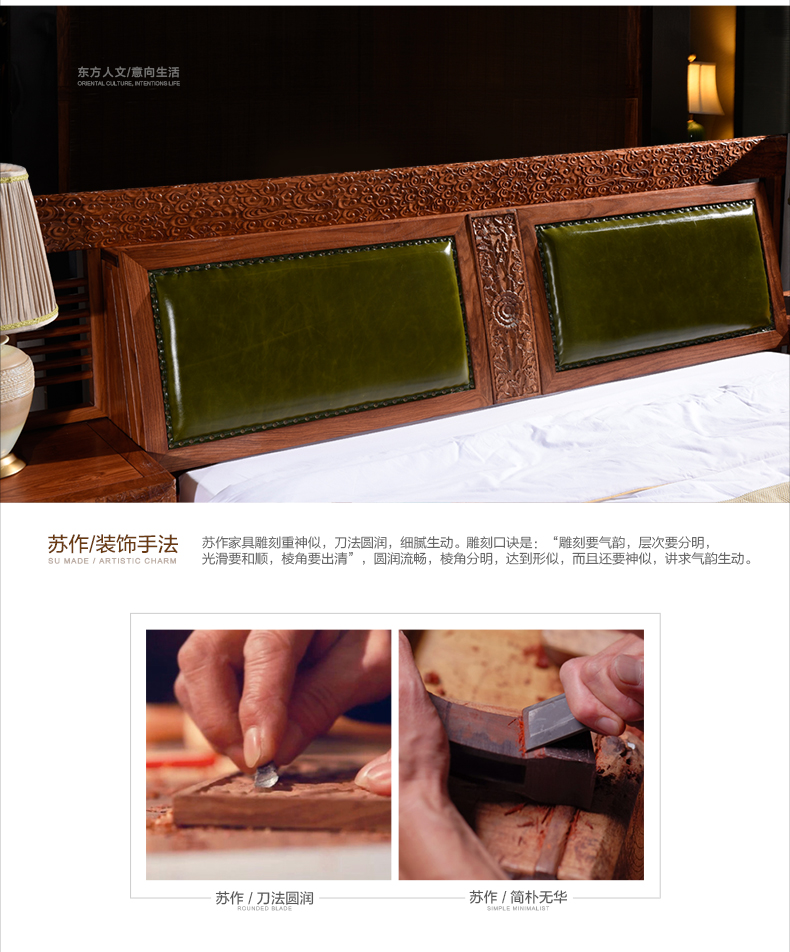 东方人文/意向生活
ORIENTAL CULTURE, INTENTIONS LIFE
苏作/装饰手法
SU MADE / ARTISTIC CHARM
苏作家具雕刻重神似，刀法圆润，细腻生动。雕刻口诀是：“雕刻要气韵，层次要分明，
光滑要和顺，棱角要出清”，圆润流畅，棱角分明，达到形似，而且还要神似，讲求气韵生动。
苏作 / 刀法圆润
ROUNDED BLADE
苏作 / 简朴无华
SIMPLE MINIMALIST